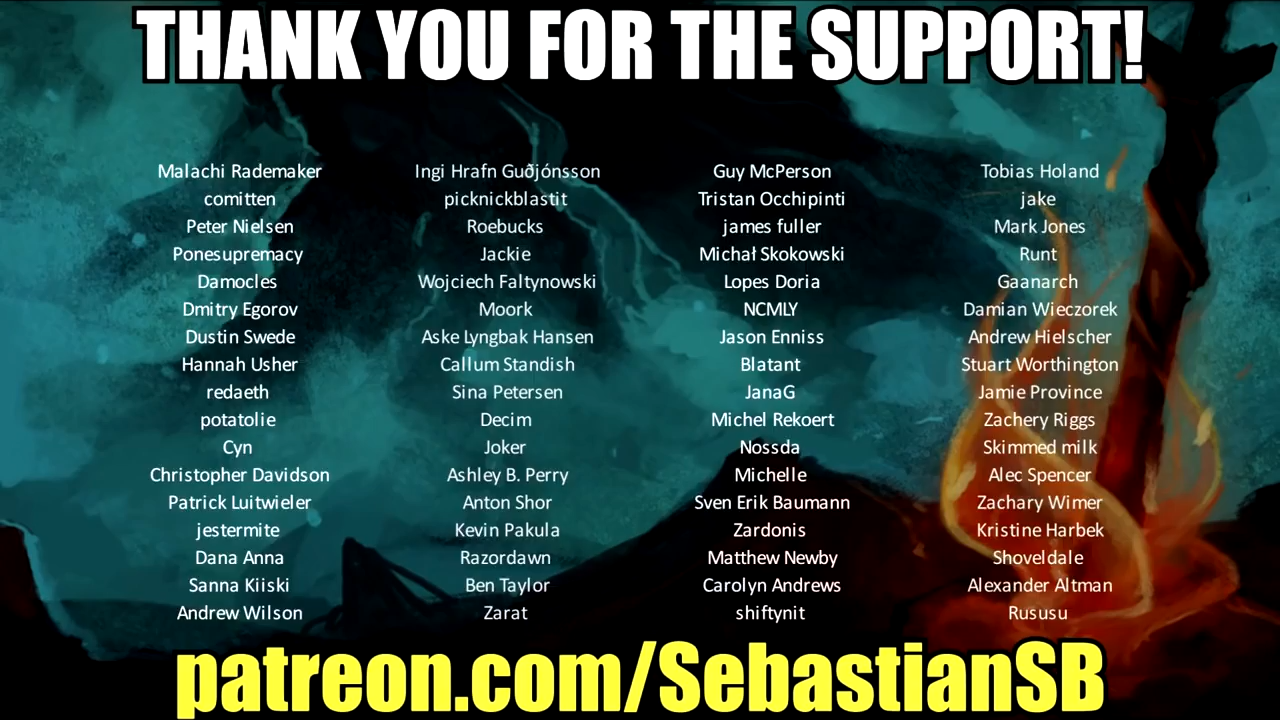 THANK YOU FOR THE SUPPORT!
Malachi Rademaker
comitten
Peter Nielsen
Ponesupremacy
Damocles
Dmitry Egorov
Dustin Swede
Hannah Usher
redaeth
potatolie
Cyn
Christopher Davidson
Patrick Luitwieler
jestermite
Dana Anna
Sanna Kiiski
Andrew Wilson
Ingi Hrafn Guðjónsson
picknickblastit
Roebucks
Jackie
Wojciech Faltynowski
Moork
Aske Lyngbak Hansen
Callum Standish
Sina Petersen
Decim
Joker
Ashley B. Perry
Anton Shor
Kevin Pakula
Razordawn
Ben Taylor
Zarat
Guy McPerson
Tristan Occhipinti
james fuller
Michał Skokowski
Lopes Doria
NCMLY
Jason Enniss
Blatant
JanaG
Michel Rekoert
Nossda
Michelle
Sven Erik Baumann
Zardonis
Matthew Newby
Carolyn Andrews
shiftynit
Tobias Holand
jake
Mark Jones
Runt
Gaanarch
Damian Wieczorek
Andrew Hielscher
Stuart Worthington
Jamie Province
Zachery Riggs
Skimmed milk
Alec Spencer
Zachary Wimer
Kristine Harbek
Shoveldale
Alexander Altman
Rususu
patreon.com/SebastianSB